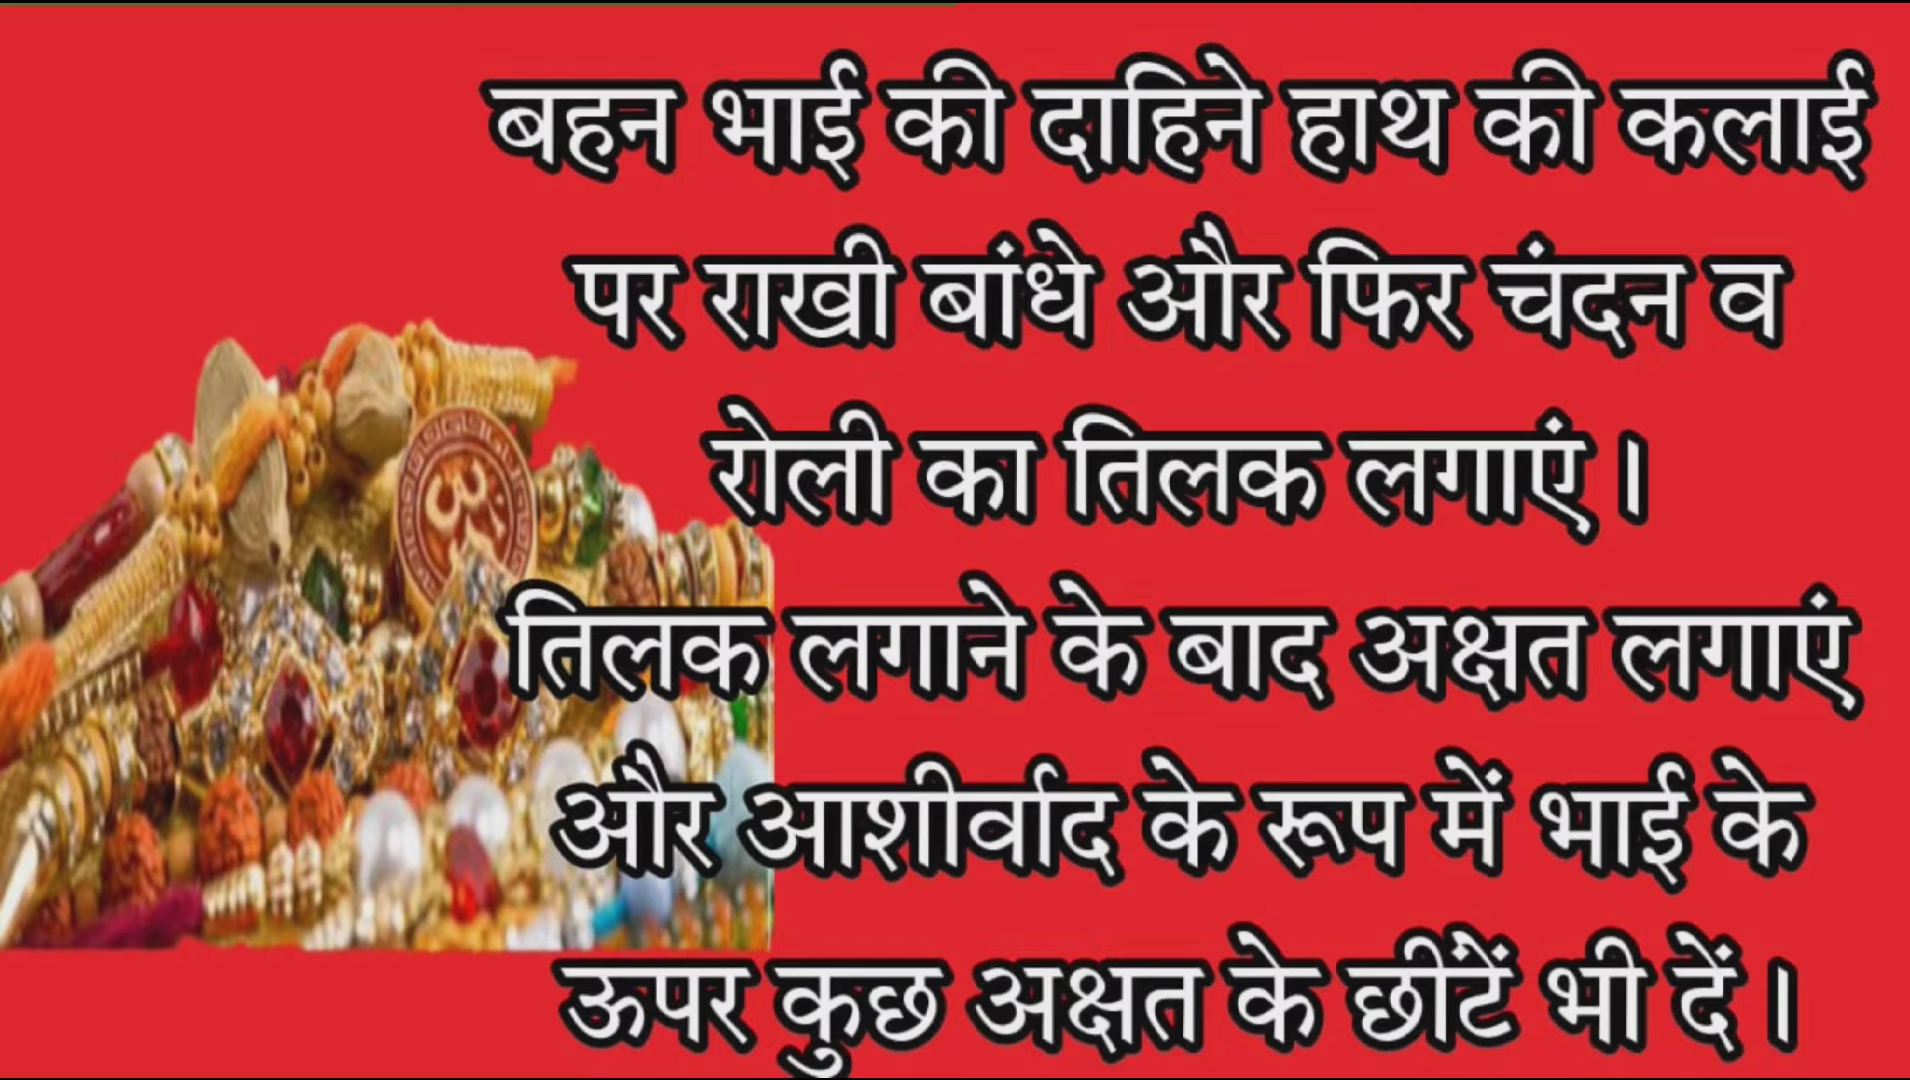 बहन भाई की दाहिने हाथ की कलाई
पर राखी बांधे और फिर चंदन व
रोली का तिलक लगाएं।
तिलक लगाने के बाद अक्षत लगाएं
और आशीर्वाद के रूप में भाई के
ऊपर कुछ अक्षत के छींटें भी दें।